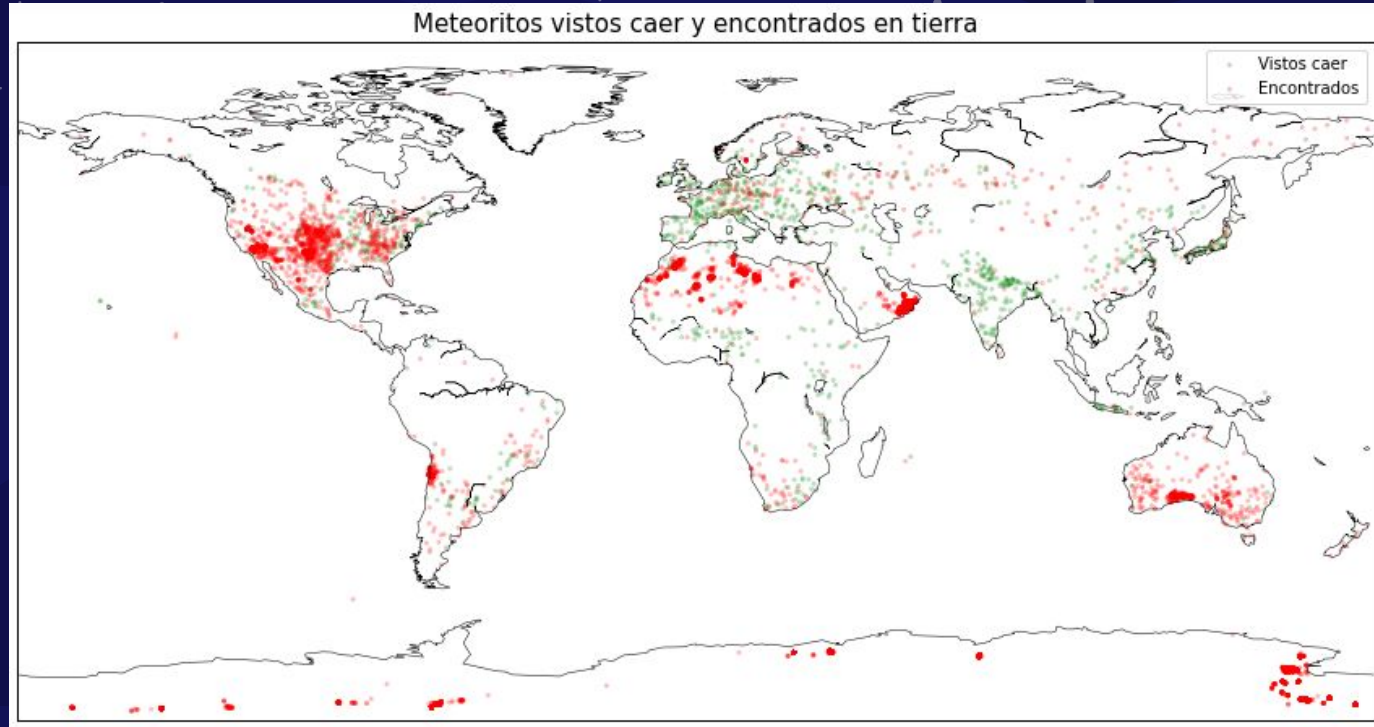 Meteoritos vistos caer y encontrados en tierra
Vistos caer
Encontrados